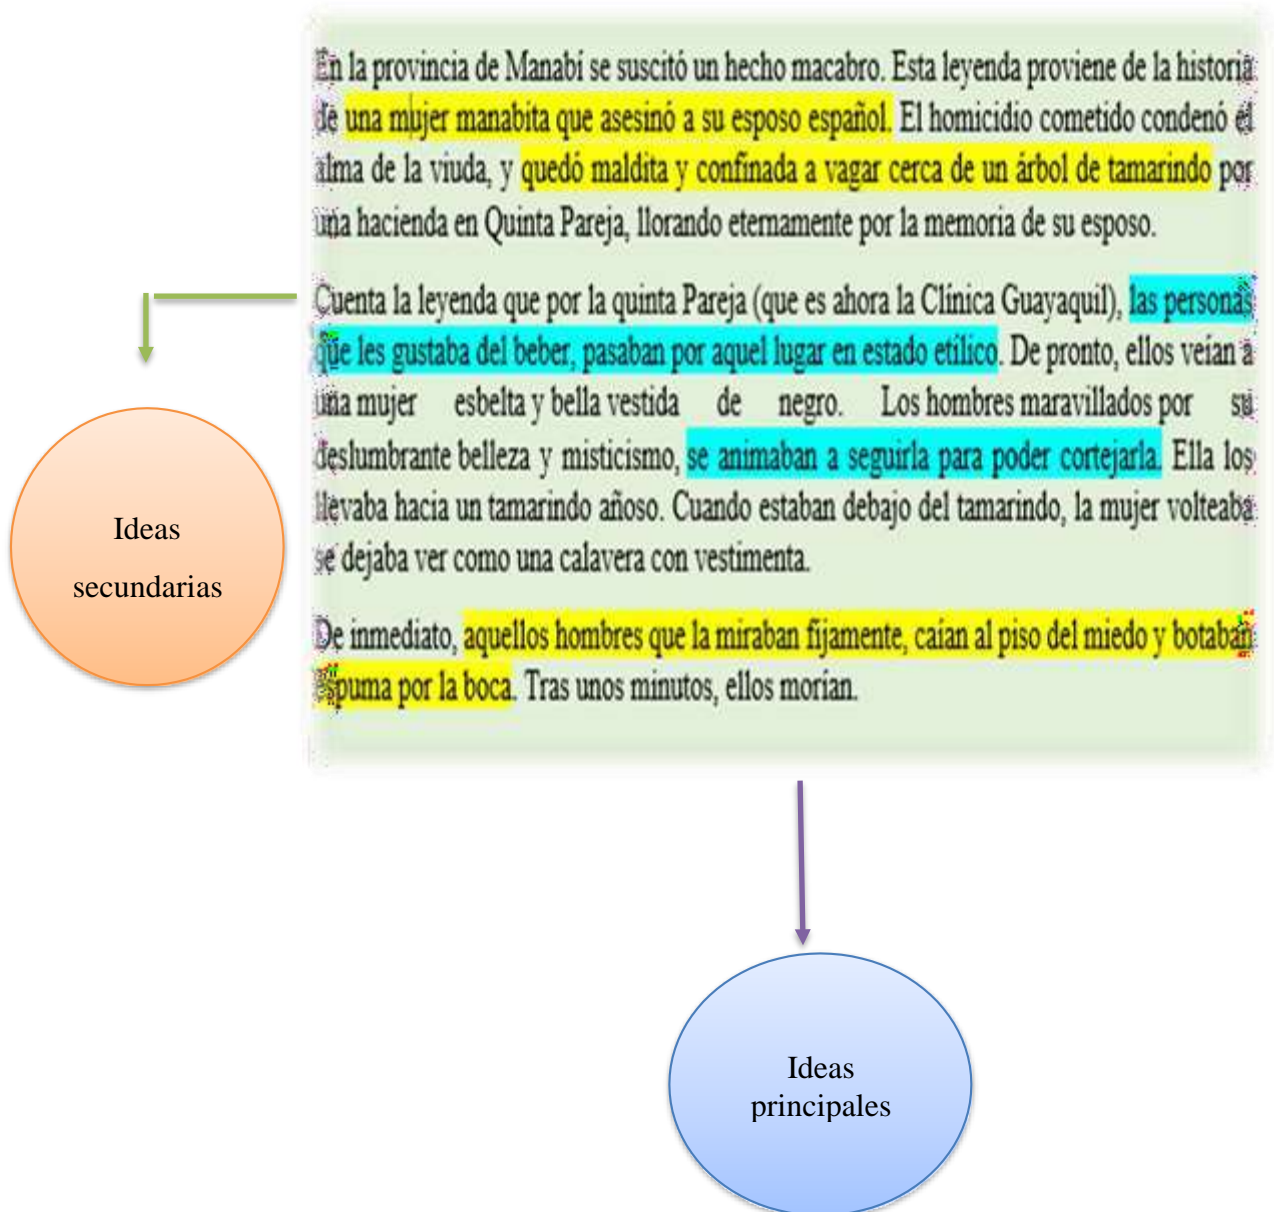 En la provincia de Manabí se suscitó un hecho macabro. Esta leyenda proviene de la historia
de una mujer manabita que asesinó a su esposo español. El homicidio cometido condenó el
alma de la viuda, y quedó maldita y confinada a vagar cerca de un árbol de tamarindo por
una hacienda en Quinta Pareja, llorando eternamente por la memoria de su esposo.
Cuenta la leyenda que por la quinta Pareja (que es ahora la Clínica Guayaquil), las personas
que les gustaba del beber, pasaban por aquel lugar en estado etílico. De pronto, ellos veían a
una mujer esbelta y bella vestida de negro. Los hombres maravillados por su
deslumbrante belleza y misticismo, se animaban a seguirla para poder cortejarla. Ella los
llevaba hacia un tamarindo añoso. Cuando estaban debajo del tamarindo, la mujer volteaba
se dejaba ver como una calavera con vestimenta.
De inmediato, aquellos hombres que la miraban fijamente, caían al piso del miedo y botaban
espuma por la boca. Tras unos minutos, ellos morían.
Ideas
secundarias
Ideas
principales